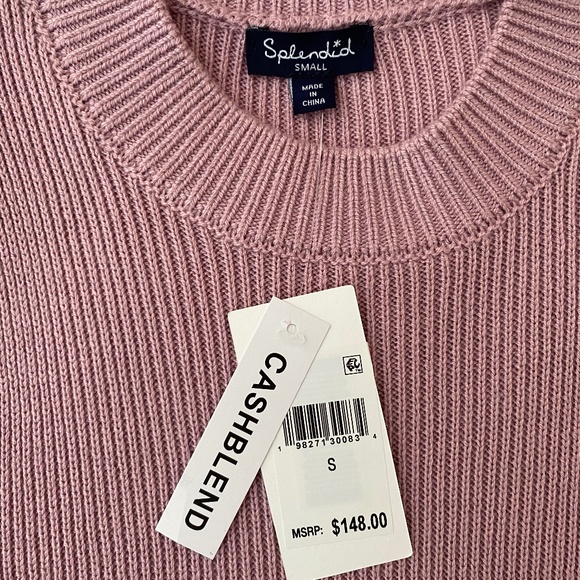 Splendid
SMALL
MADE
IN
CHINA
CASHBLEND
1 98271 30083 4
S
MSRP: $148.00